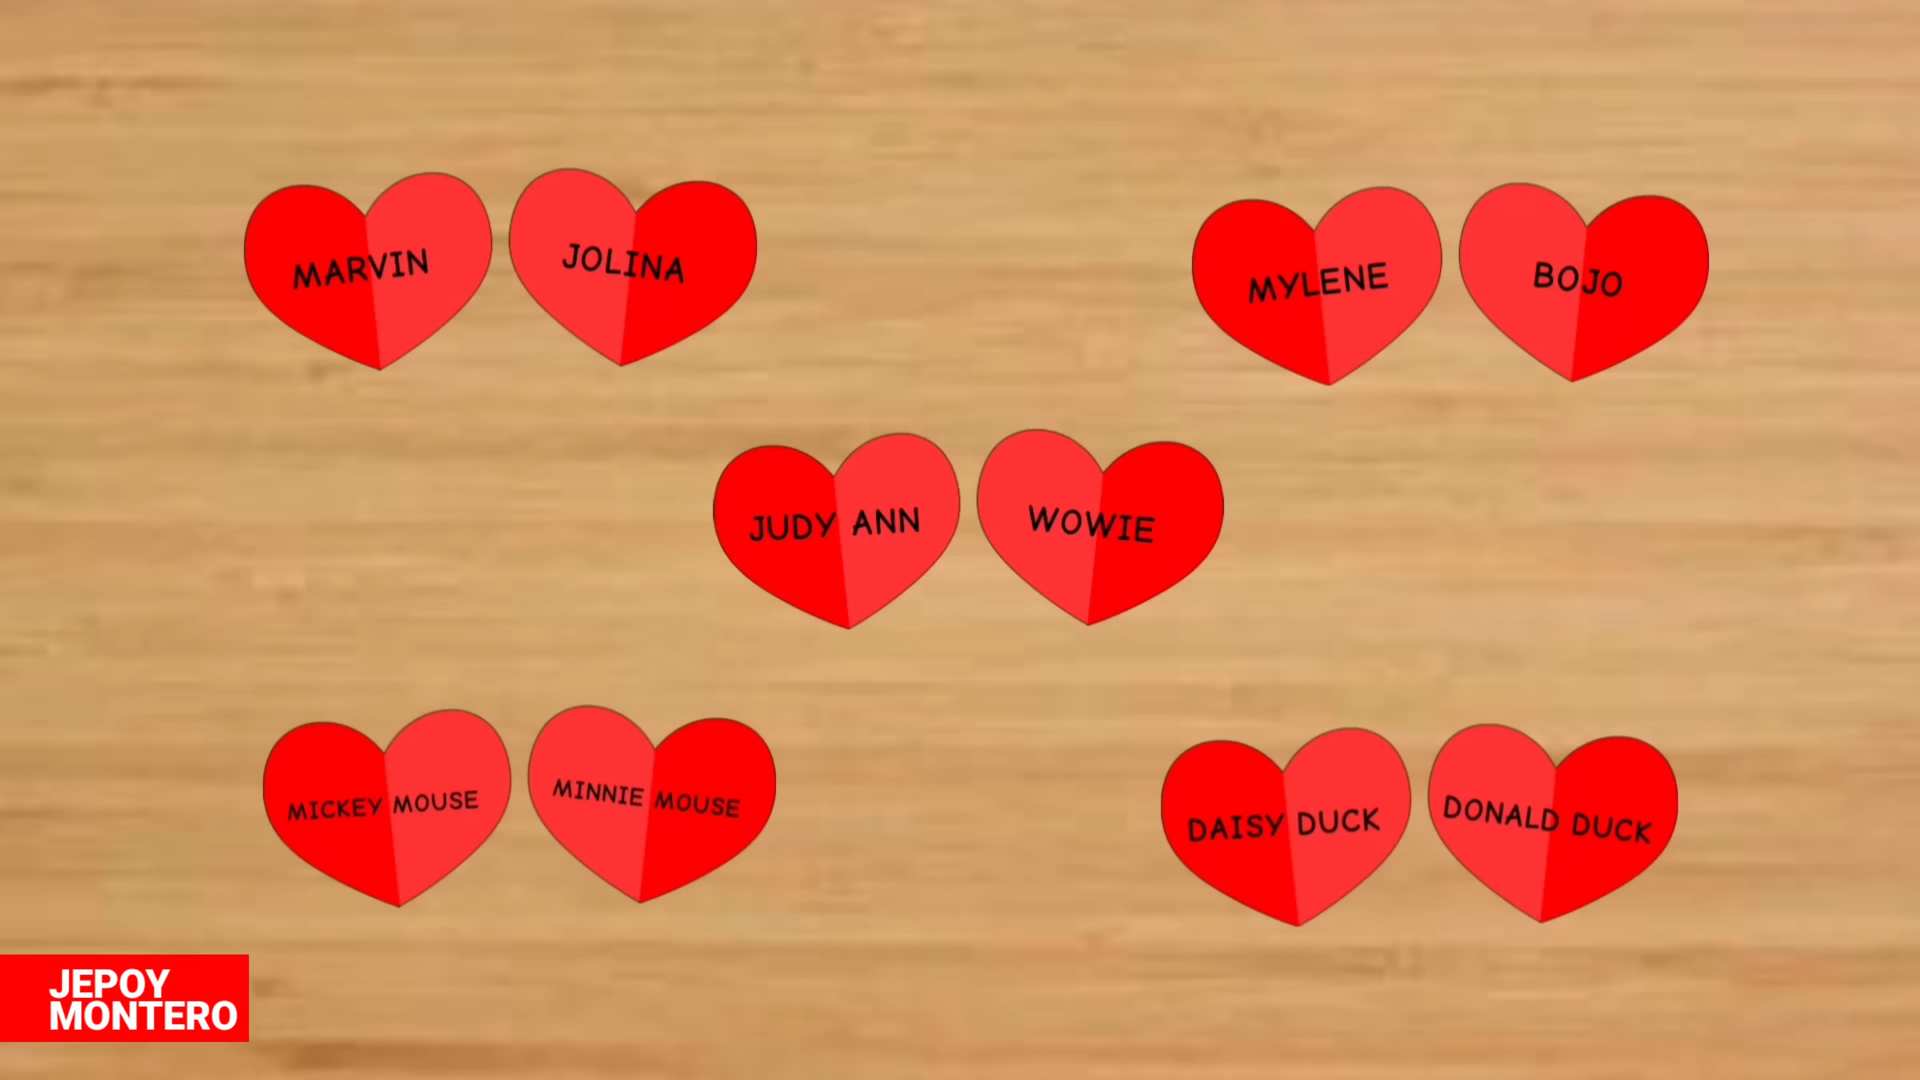 MARVIN
JOLINA
MYLENE
BOJO
JUDY ANN
WOWIE
MICKEY MOUSE
MINNIE MOUSE
DAISY DUCK
DONALD DUCK
JEPOY
MONTERO